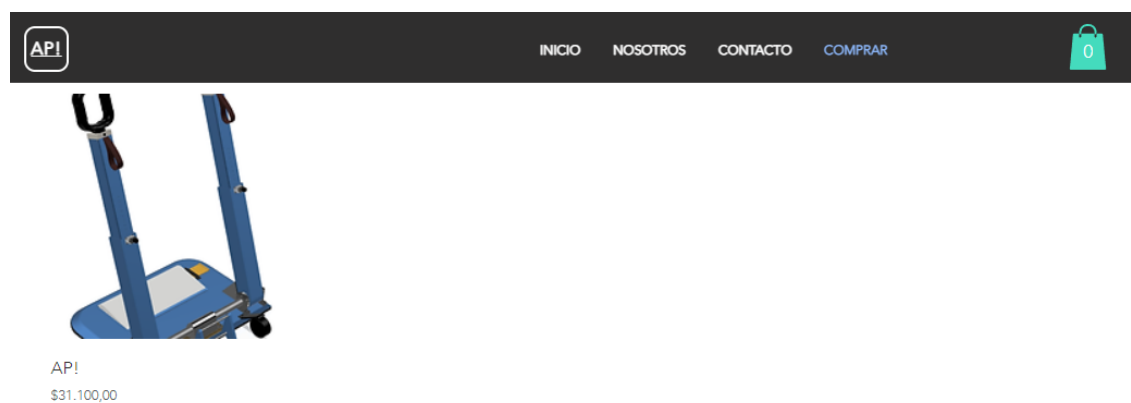 AP!
INICIO NOSOTROS CONTACTO COMPRAR
0
AP!
$31.100,00